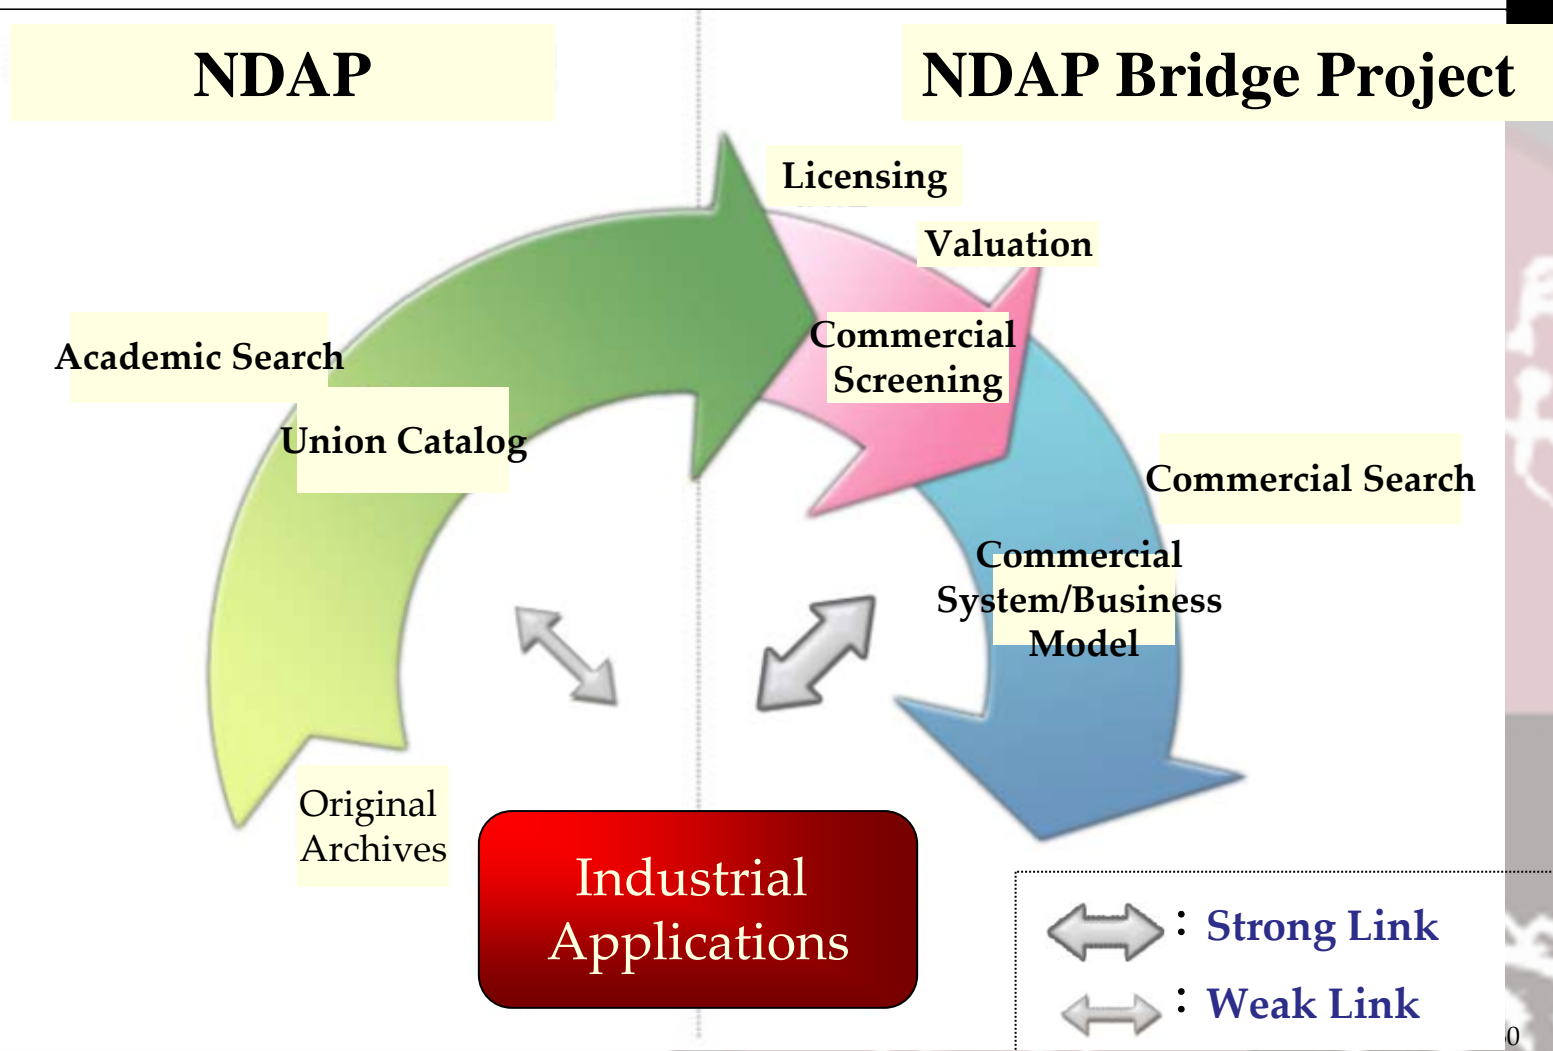 NDAP
NDAP Bridge Project
Licensing
Valuation
Commercial
Screening
Academic Search
Union Catalog
Commercial Search
Commercial
System/Business
Model
Original
Archives
Industrial
Applications
: Strong Link
: Weak Link